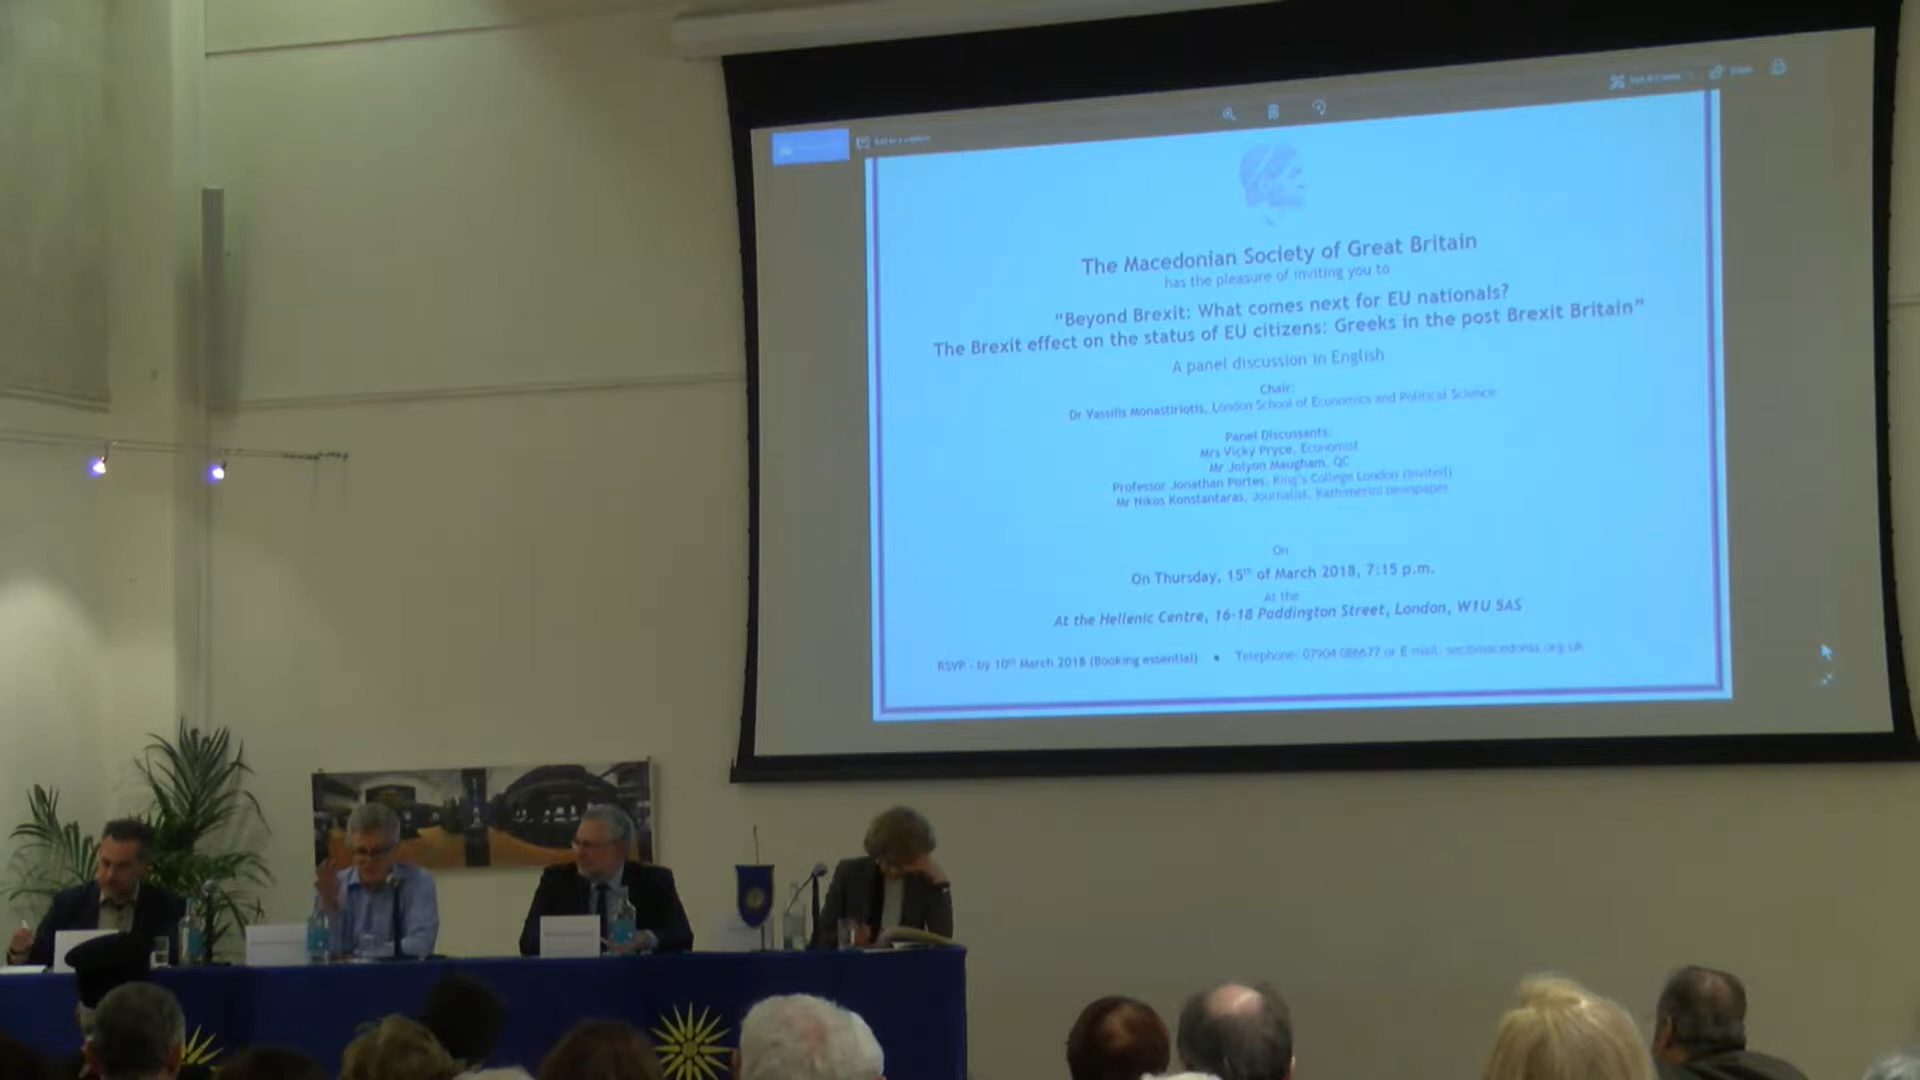 The Macedonian Society of Great Britain
has the pleasure of inviting you to
"Beyond Brexit: What comes next for EU nationals?
The Brexit effect on the status of EU citizens: Greeks in the post Brexit Britain"
A panel discussion in English
Chair:
Dr Vassilis Monastiriotis, London School of Economics and Political Science
Panel Discussants:
Mrs Vicky Pryce, Economist
Mr Jolyon Maugham, QC
Professor Jonathan Portes, King's College London (invited)
Mr Nikos Konstantaras, Journalist, Kathimerini newspaper
On
On Thursday, 15th of March 2018, 7:15 p.m.
At the
At the Hellenic Centre, 16-18 Paddington Street, London, W1U 5AS
RSVP - by 10th March 2018 (Booking essential) • Telephone: 07904 086677 or E-mail: